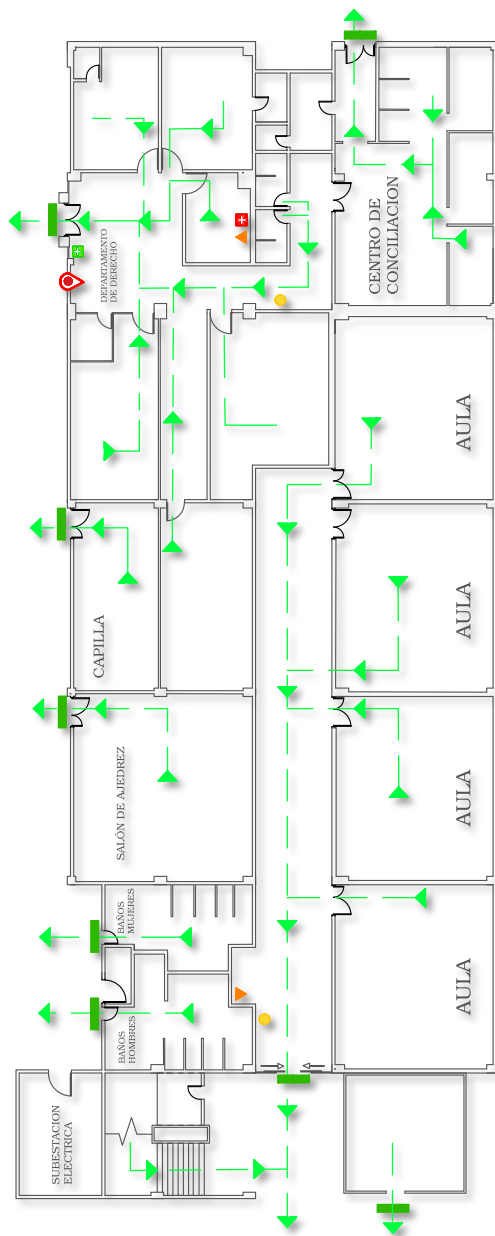 DEPARTAMENTO
DE DERECHO
CENTRO DE
CONCILIACION
AULA
CAPILLA
AULA
SALÓN DE AJEDREZ
AULA
BAÑOS
MUJERES
AULA
BAÑOS
HOMBRES
SUBESTACION
ELECTRICA